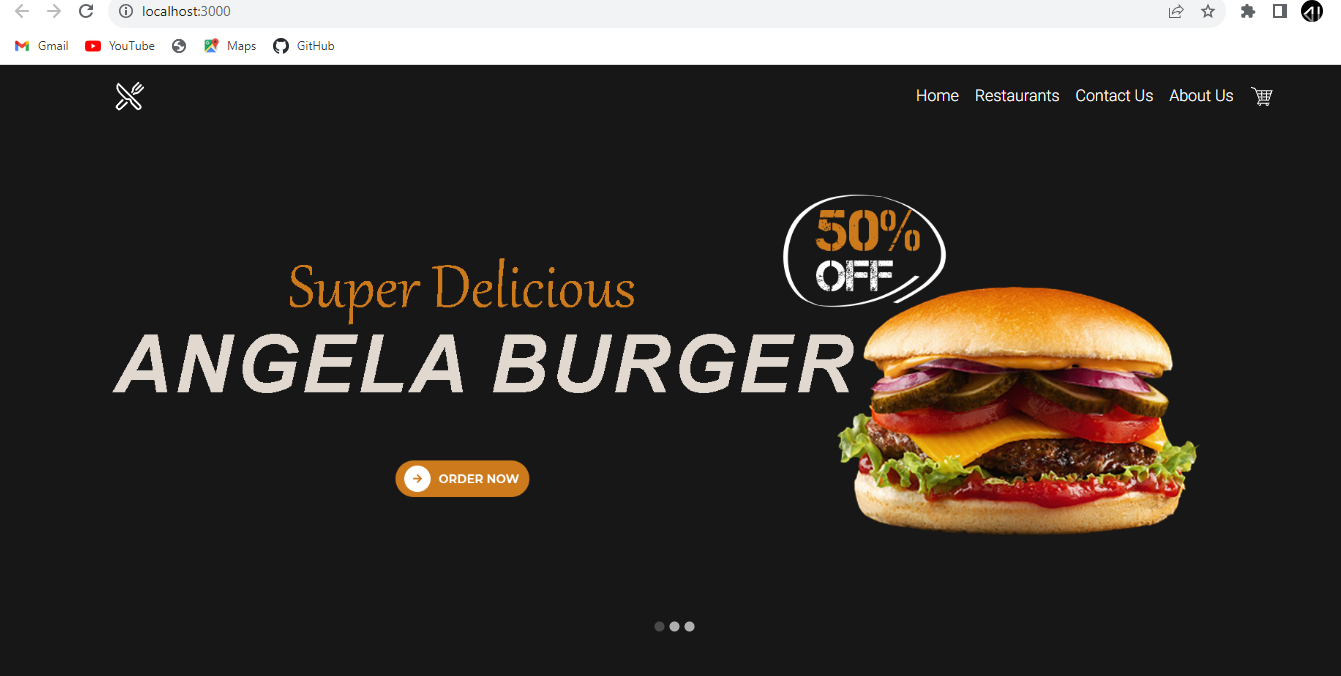 localhost:3000
Gmail YouTube Maps GitHub
Home Restaurants Contact Us About Us
50%
OFF
Super Delicious
ANGELA BURGER
ORDER NOW